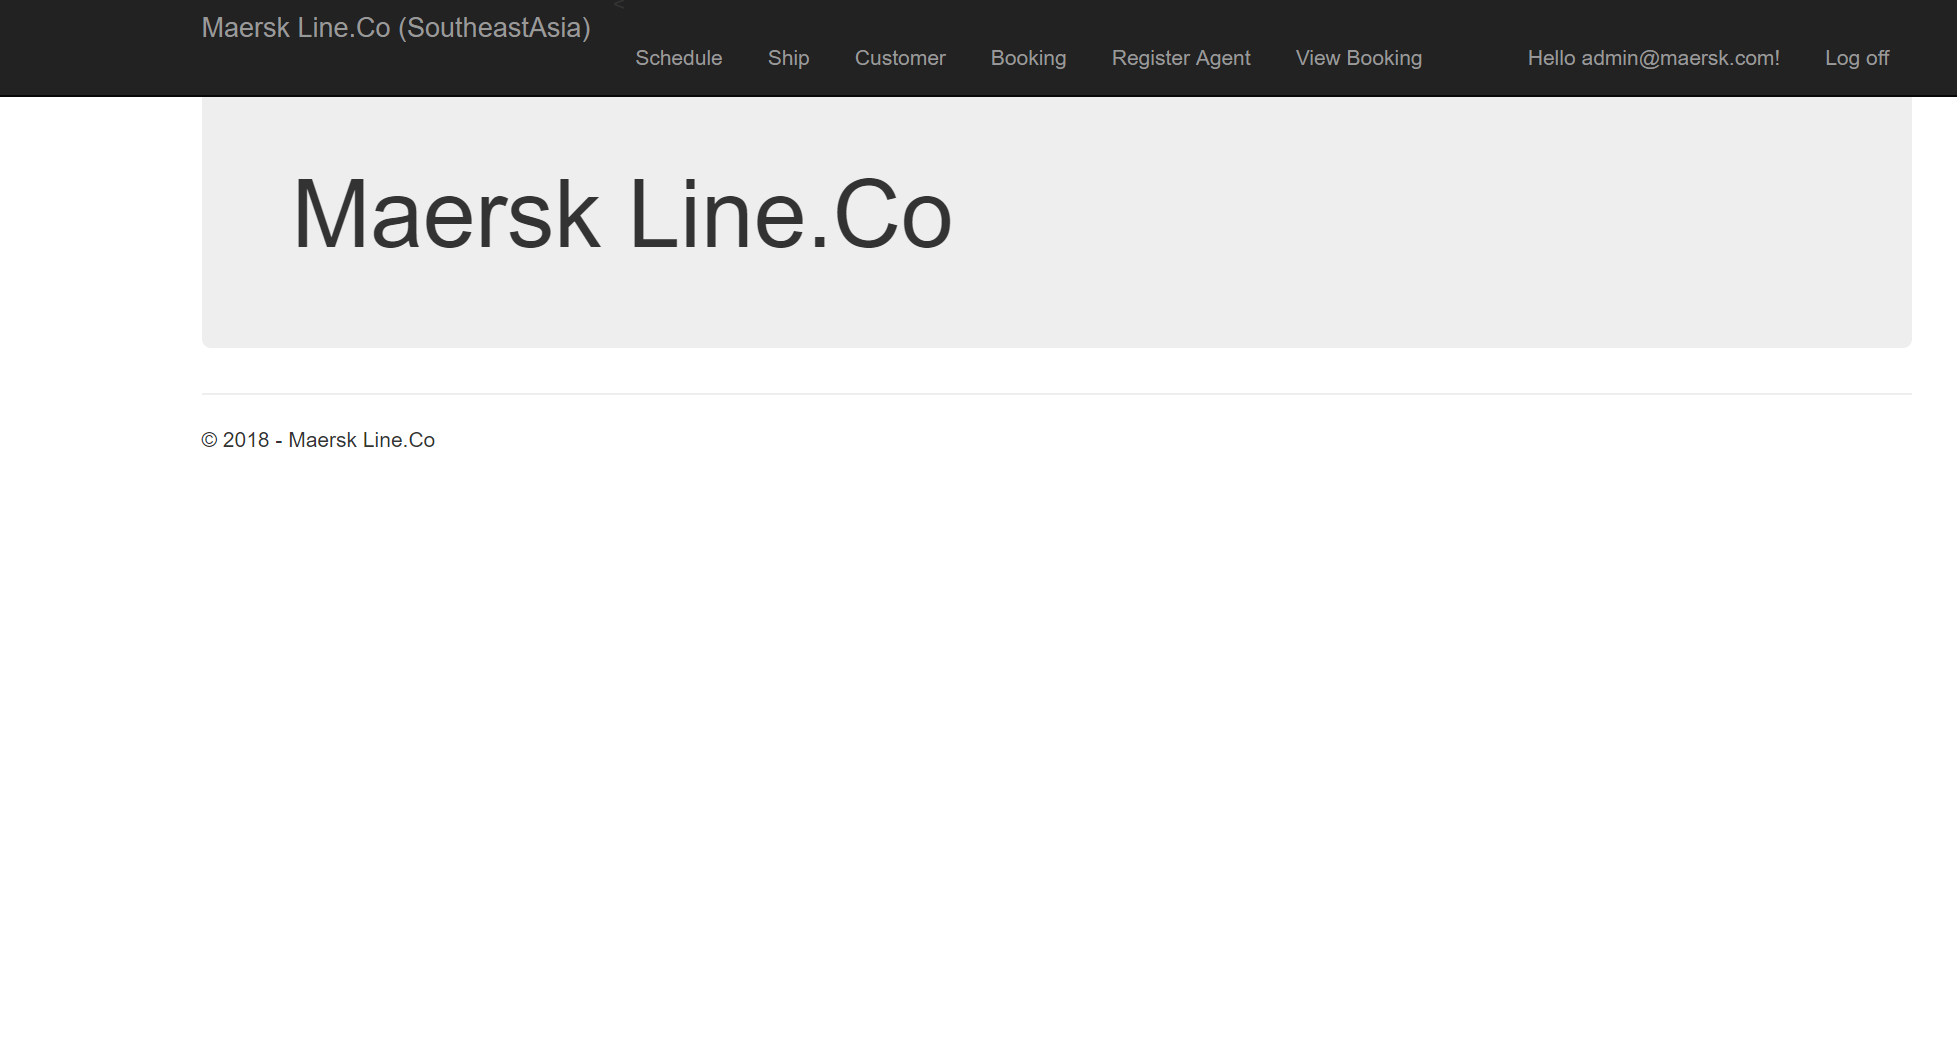 Maersk Line.Co (SoutheastAsia)
<
Schedule Ship Customer Booking Register Agent View Booking Hello admin@maersk.com! Log off
Maersk Line.Co
© 2018 - Maersk Line.Co